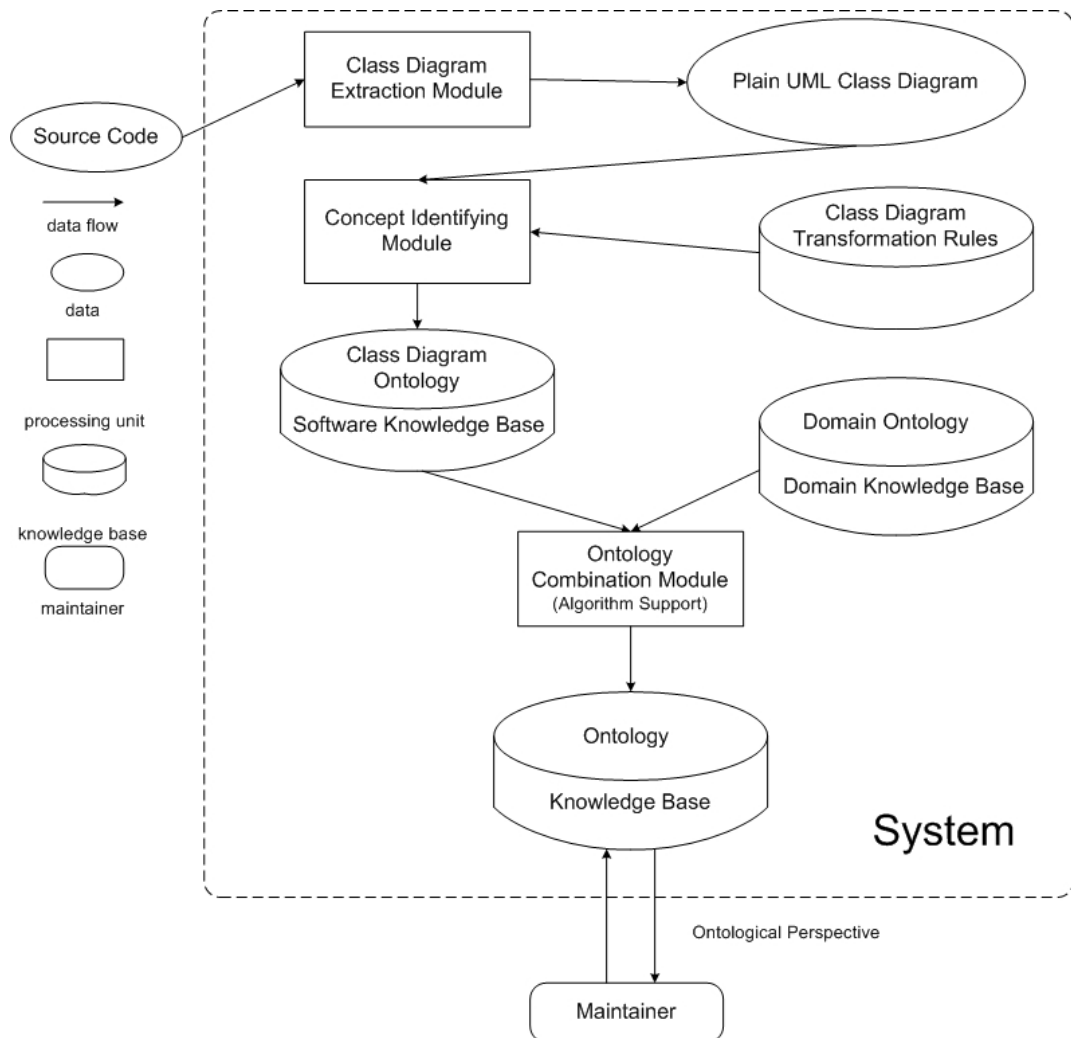 Class Diagram
Extraction Module
Plain UML Class Diagram
Source Code
data flow
data
processing unit
knowledge base
maintainer
Concept Identifying
Module
Class Diagram
Transformation Rules
Class Diagram
Ontology
Software Knowledge Base
Domain Ontology
Domain Knowledge Base
Ontology
Combination Module
(Algorithm Support)
Ontology
Knowledge Base
System
Ontological Perspective
Maintainer